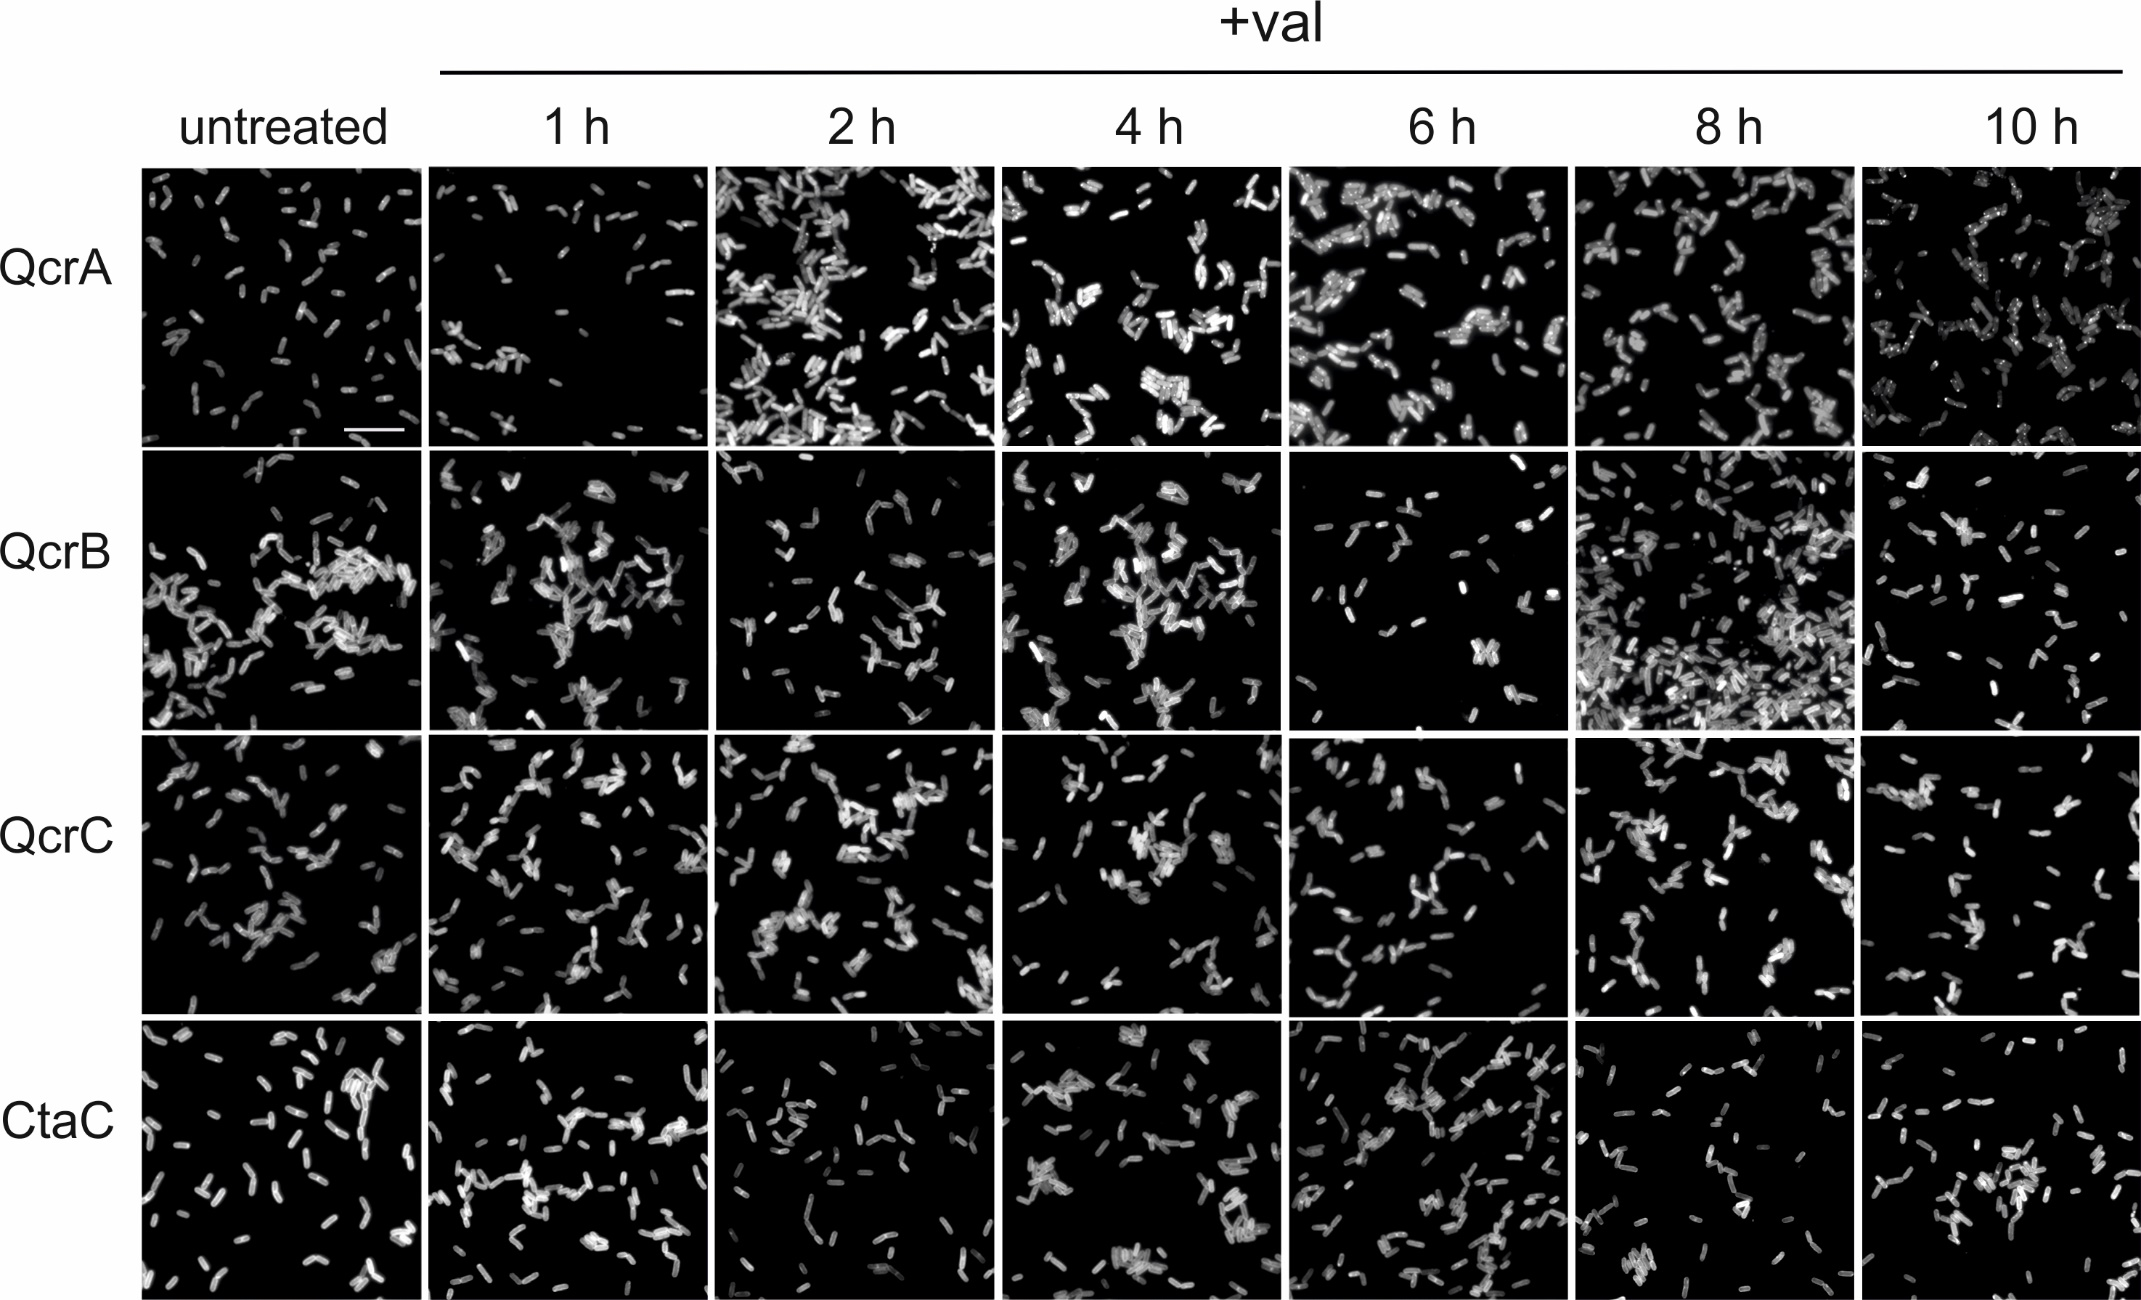 +val
untreated 1 h 2 h 4 h 6 h 8 h 10 h
QcrA
QcrB
QcrC
CtaC